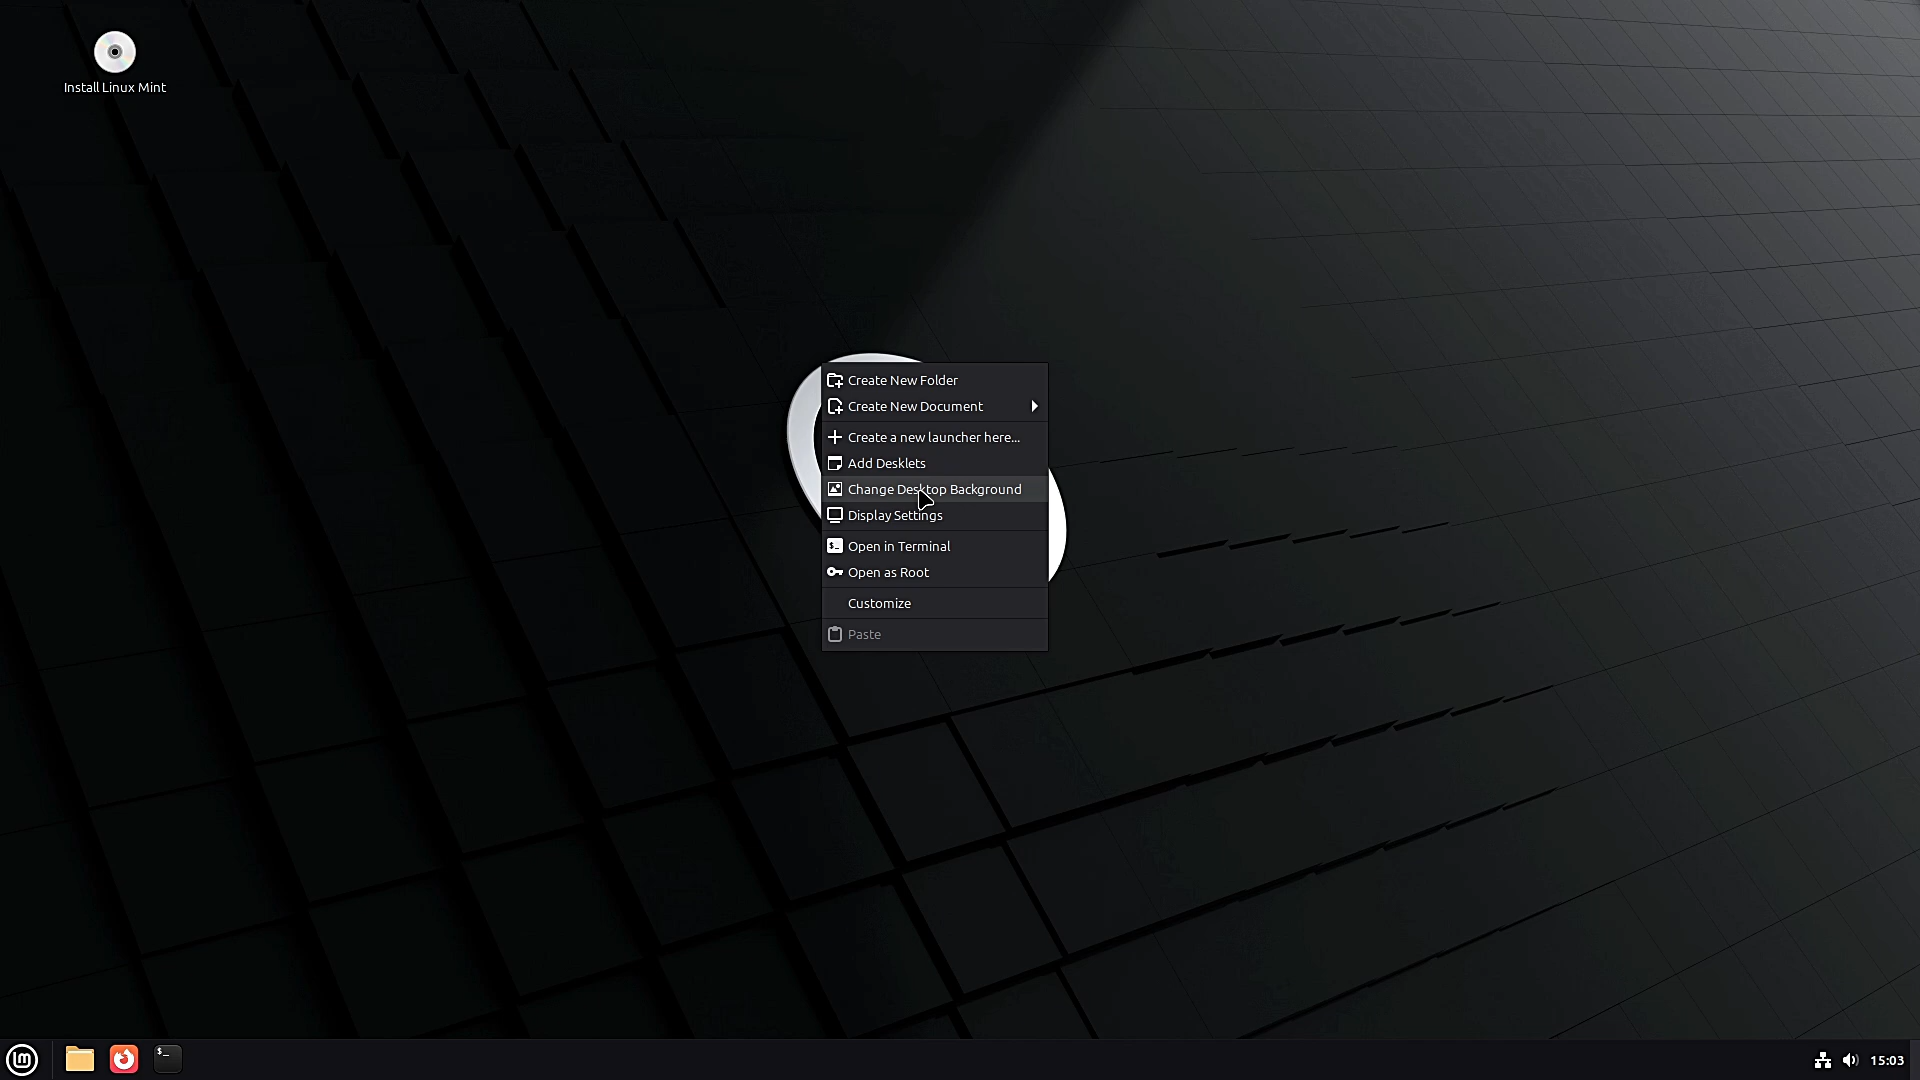 Install Linux Mint
Create New Folder
Create New Document
Create a new launcher here...
Add Desklets
Change Desktop Background
Display Settings
$_
Open in Terminal
Open as Root
Customize
Paste
lm
$_
15:03